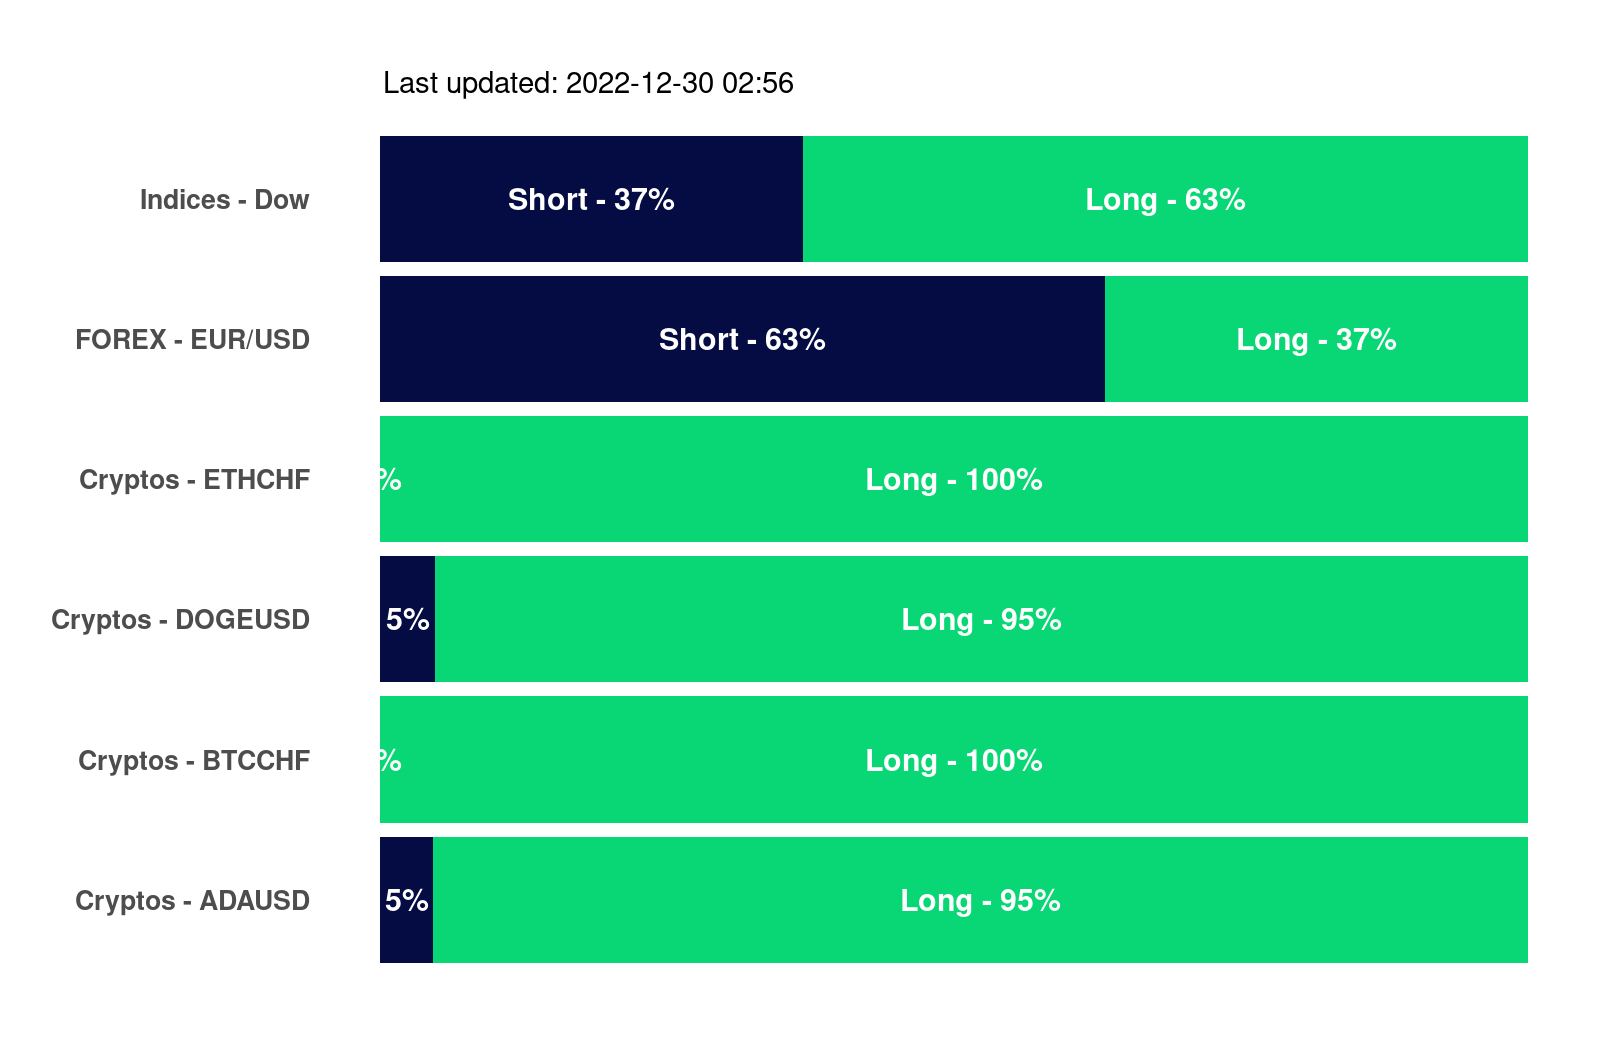 Last updated: 2022-12-30 02:56
Indices - Dow Short - 37% Long - 63%
FOREX - EUR/USD Short - 63% Long - 37%
Cryptos - ETHCHF % Long - 100%
Cryptos - DOGEUSD 5% Long - 95%
Cryptos - BTCCHF % Long - 100%
Cryptos - ADAUSD 5% Long - 95%